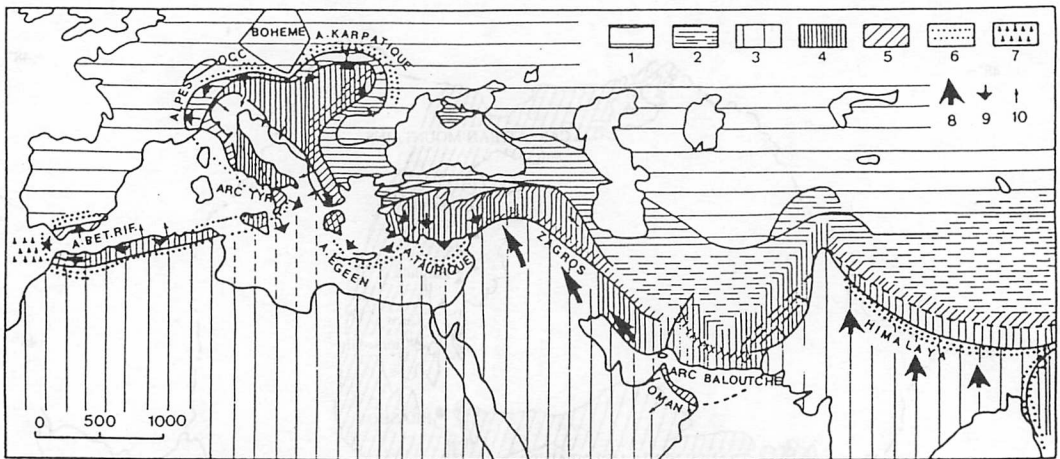 BOHEME
A. KARPATIQUE
ALPES OCC
ARC TYR
A. BET. RIF.
A. EGEEN
A. TAURIQUE
ZAGROS
ARC BALOUTCHE
OMAN
HIMALAYA
1 2 3 4 5 6 7
8 9 10
0 500 1000